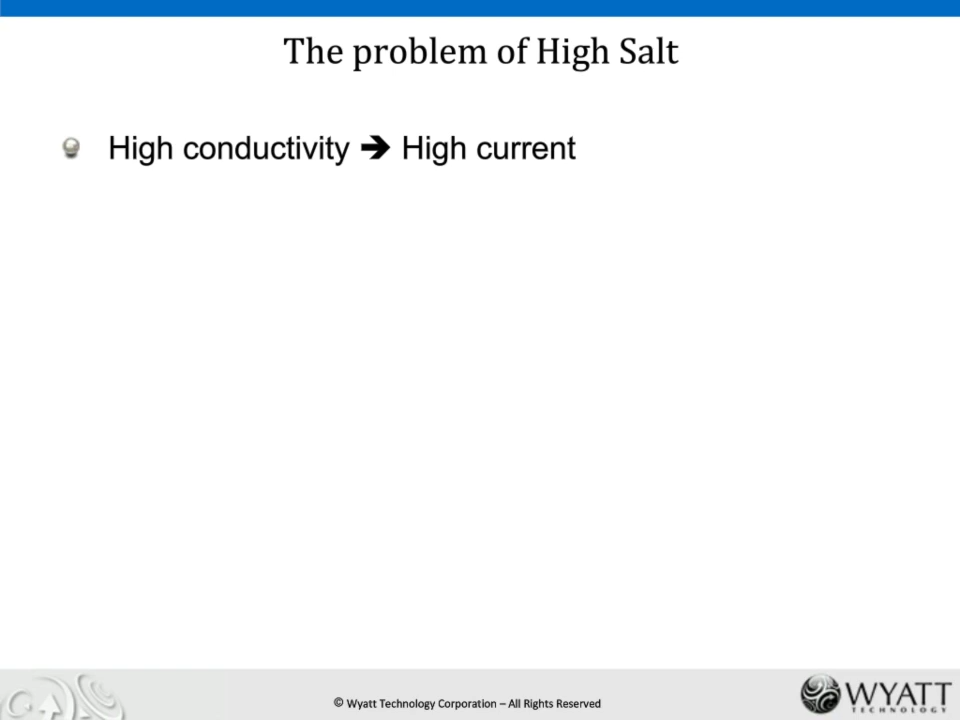 The problem of High Salt
High conductivity ➔ High current
© Wyatt Technology Corporation – All Rights Reserved
WYATT
TECHNOLOGY